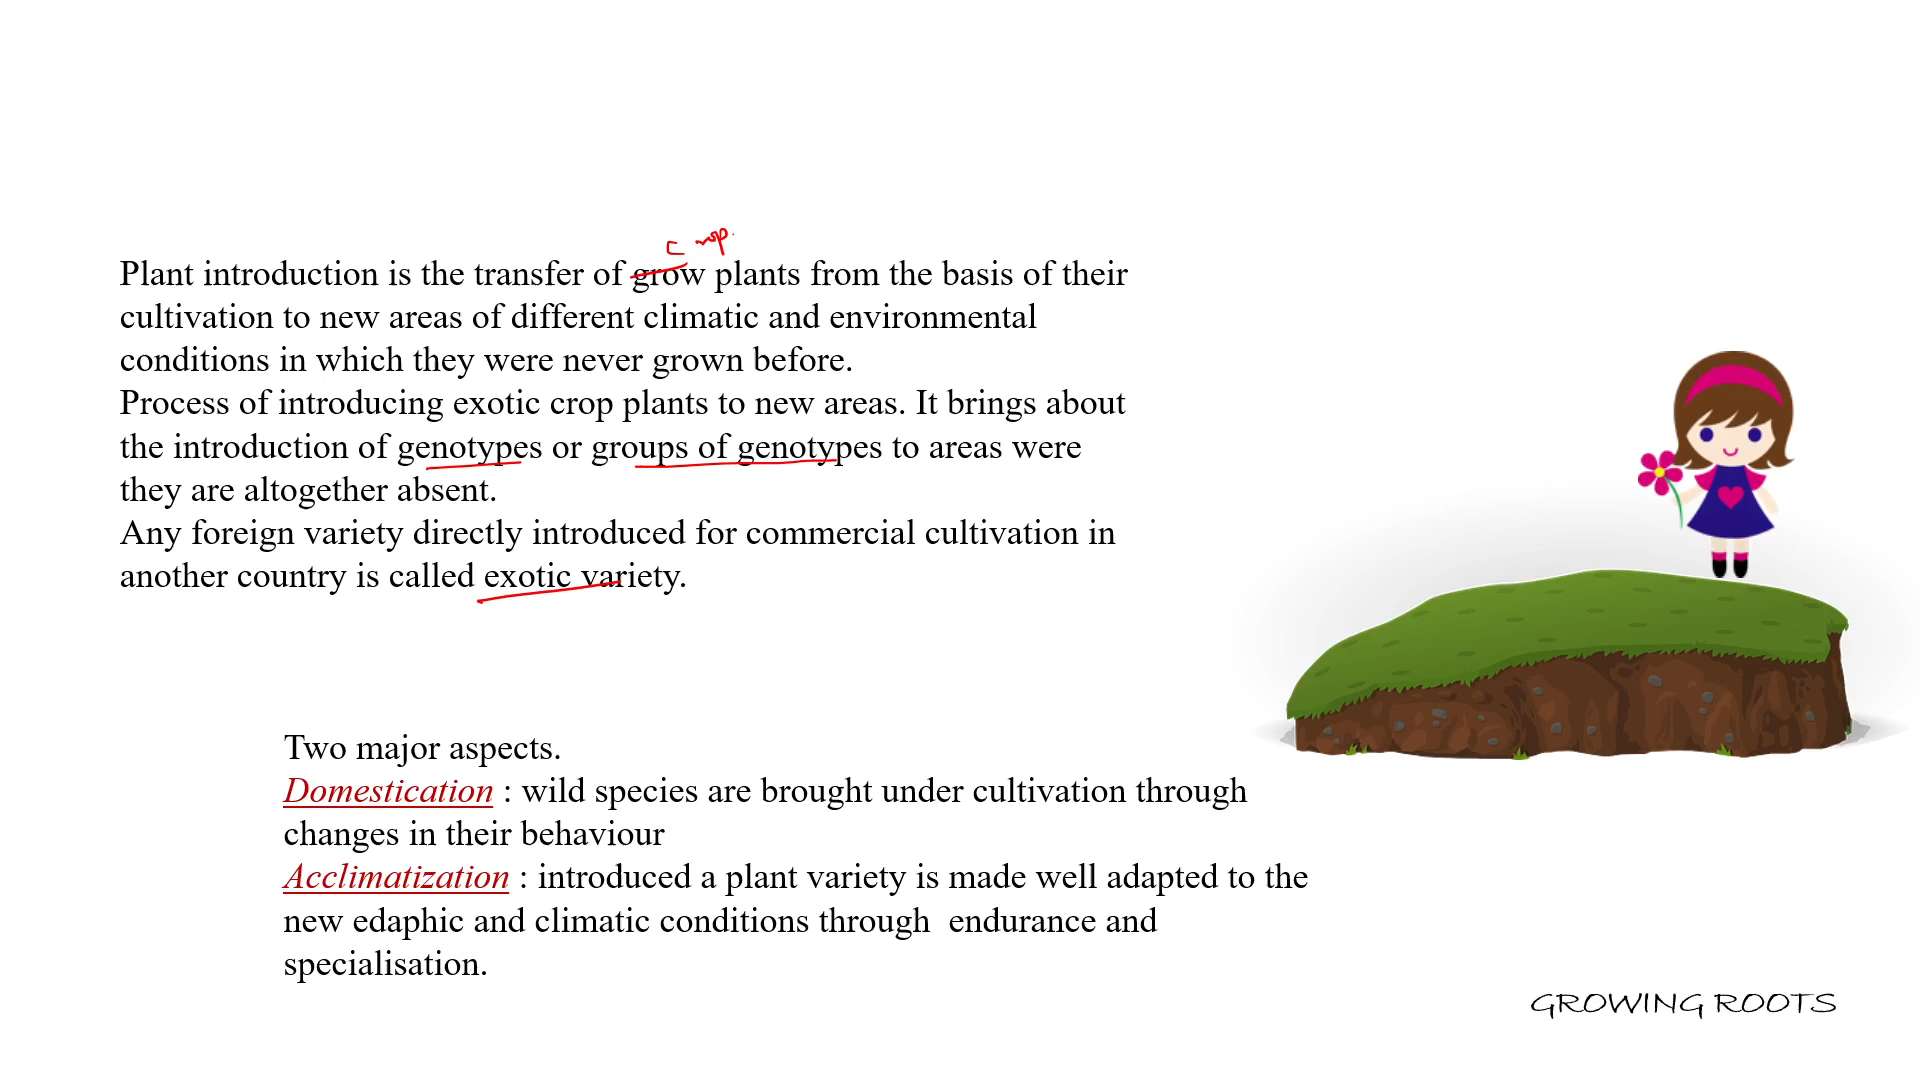 crop
Plant introduction is the transfer of grow plants from the basis of their
cultivation to new areas of different climatic and environmental
conditions in which they were never grown before.
Process of introducing exotic crop plants to new areas. It brings about
the introduction of genotypes or groups of genotypes to areas were
they are altogether absent.
Any foreign variety directly introduced for commercial cultivation in
another country is called exotic variety.
Two major aspects.
Domestication : wild species are brought under cultivation through
changes in their behaviour
Acclimatization : introduced a plant variety is made well adapted to the
new edaphic and climatic conditions through  endurance and
specialisation.
GROWING ROOTS